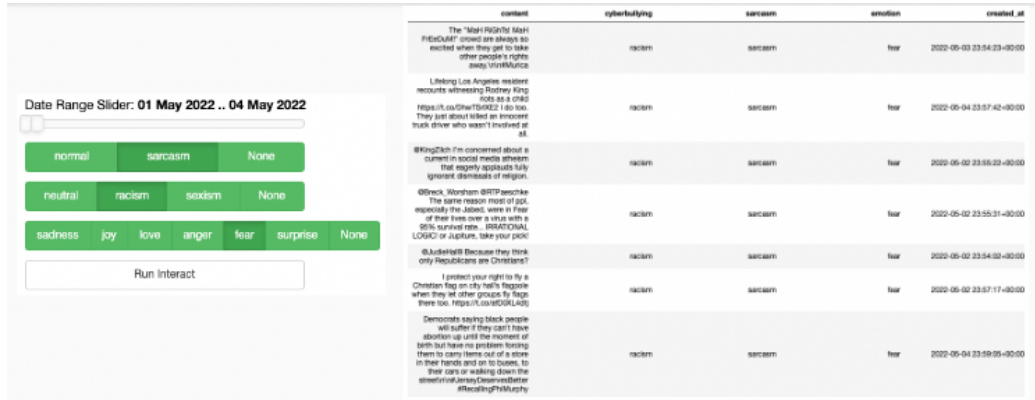 Date Range Slider: 01 May 2022 .. 04 May 2022
normal sarcasm None
neutral racism sexism None
sadness joy love anger fear surprise None
Run Interact
content cyberbullying sarcasm emotion created_at
The "MaH RiGhTs! MaH
FrEeDuM!" crowd are always so
excited when they get to take
other people's rights
away.\n\n#Murica
racism sarcasm fear 2022-05-03 23:54:23+00:00
Lifelong Los Angeles resident
recounts witnessing Rodney King
riots as a child
I do too.
They just about killed an innocent
truck driver who wasn't involved at
all.
racism sarcasm fear 2022-05-04 23:57:42+00:00
@KingZilch I'm concerned about a
current in social media atheism
that eagerly applauds fully
ignorant dismissals of religion.
racism sarcasm fear 2022-05-02 23:55:22+00:00
@Breck_Worsham @RTPaeschke
The same reason most of ppl,
especially the Jabed, were in Fear
of their lives over a virus with a
95% survival rate... IRRATIONAL
LOGIC! or Jupiture, take your pick!
racism sarcasm fear 2022-05-02 23:55:31+00:00
Because they think
only Republicans are Christians?
racism sarcasm fear 2022-05-02 23:54:02+00:00
I protect your right to fly a
Christian flag on city hall's flagpole
when they let other groups fly flags
there too.
racism sarcasm fear 2022-05-02 23:57:17+00:00
Democrats saying black people
will suffer if they can't have
abortion up until the moment of
birth but have no problem forcing
them to carry items out of a store
in their hands and on to buses, to
their cars or walking down the
street\n\n#JerseyDeservesBetter
#RecallingPhilMurphy
racism sarcasm fear 2022-05-04 23:59:05+00:00